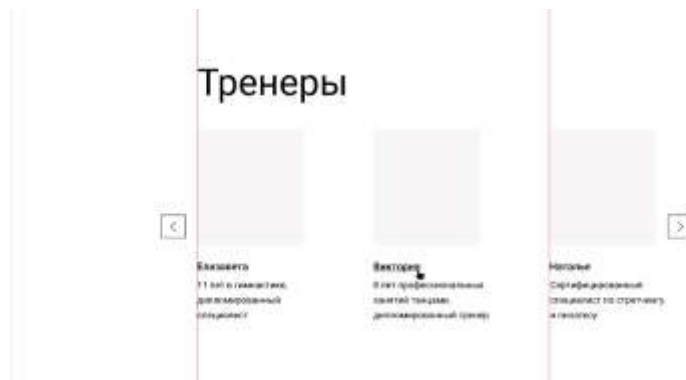 Тренеры
Елизавета
11 лет в гимнастике,
дипломированный
специалист
Виктория
8 лет профессиональных
занятий танцами,
дипломированный тренер
Наталья
Сертифицированный
специалист по стретчингу
и пилатесу